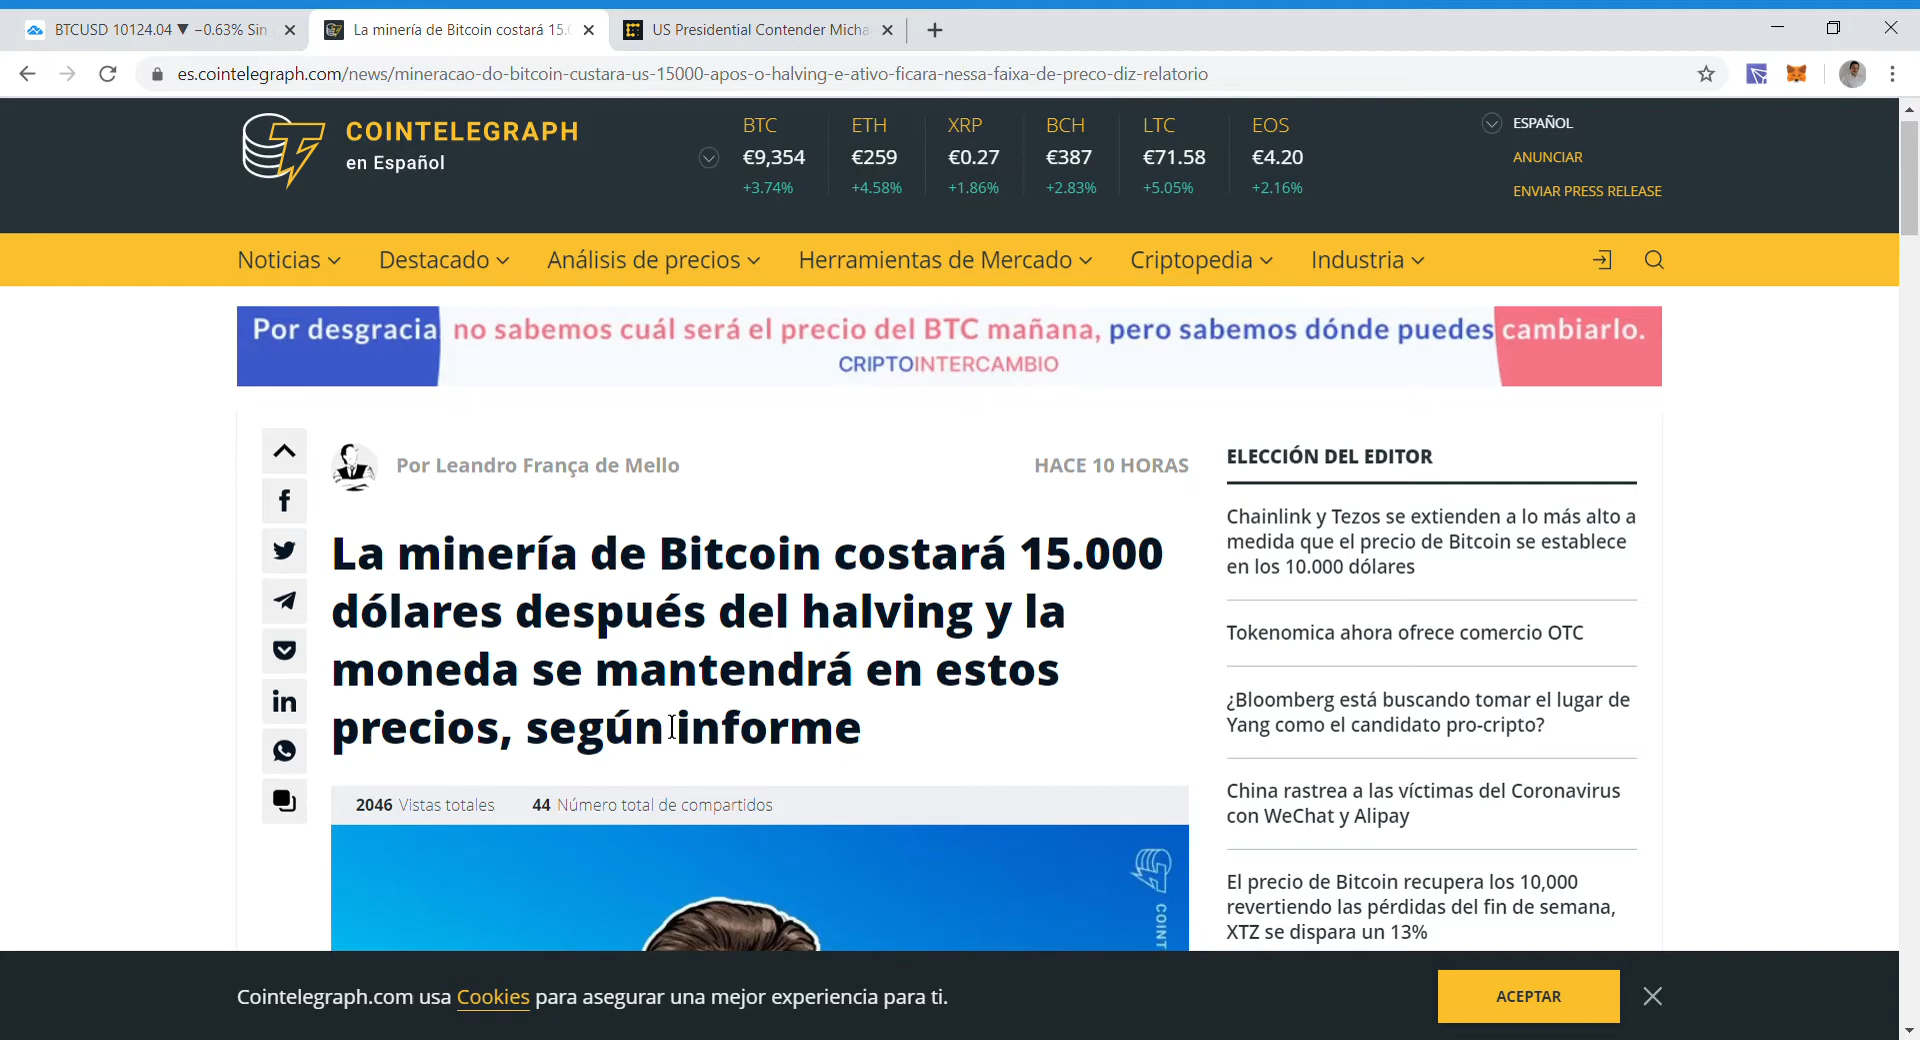 BTCUSD 10124.04 ▼ −0.63% Sin
La minería de Bitcoin costará 15.0
US Presidential Contender Micha
es.cointelegraph.com/news/mineracao-do-bitcoin-custara-us-15000-apos-o-halving-e-ativo-ficara-nessa-faixa-de-preco-diz-relatorio
COINTELEGRAPH
en Español
BTC ETH XRP BCH LTC EOS
€9,354 €259 €0.27 €387 €71.58 €4.20
+3.74% +4.58% +1.86% +2.83% +5.05% +2.16%
ESPAÑOL
ANUNCIAR
ENVIAR PRESS RELEASE
Noticias Destacado Análisis de precios Herramientas de Mercado Criptopedia Industria
Por desgracia no sabemos cuál será el precio del BTC mañana, pero sabemos dónde puedes cambiarlo.
CRIPTOINTERCAMBIO
Por Leandro França de Mello
HACE 10 HORAS
La minería de Bitcoin costará 15.000
dólares después del halving y la
moneda se mantendrá en estos
precios, según informe
2046 Vistas totales 44 Número total de compartidos
COINT
ELECCIÓN DEL EDITOR
Chainlink y Tezos se extienden a lo más alto a
medida que el precio de Bitcoin se establece
en los 10.000 dólares
Tokenomica ahora ofrece comercio OTC
¿Bloomberg está buscando tomar el lugar de
Yang como el candidato pro-cripto?
China rastrea a las víctimas del Coronavirus
con WeChat y Alipay
El precio de Bitcoin recupera los 10,000
revertiendo las pérdidas del fin de semana,
XTZ se dispara un 13%
Cointelegraph.com usa Cookies para asegurar una mejor experiencia para ti.
ACEPTAR